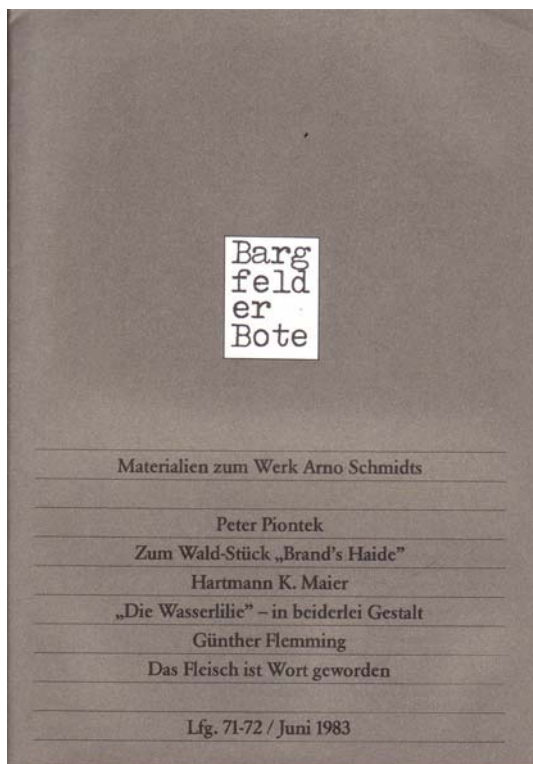 Barg
feld
er
Bote
Materialien zum Werk Arno Schmidts
Peter Piontek
Zum Wald-Stück „Brand's Haide”
Hartmann K. Maier
„Die Wasserlilie” – in beiderlei Gestalt
Günther Flemming
Das Fleisch ist Wort geworden
Lfg. 71-72 / Juni 1983